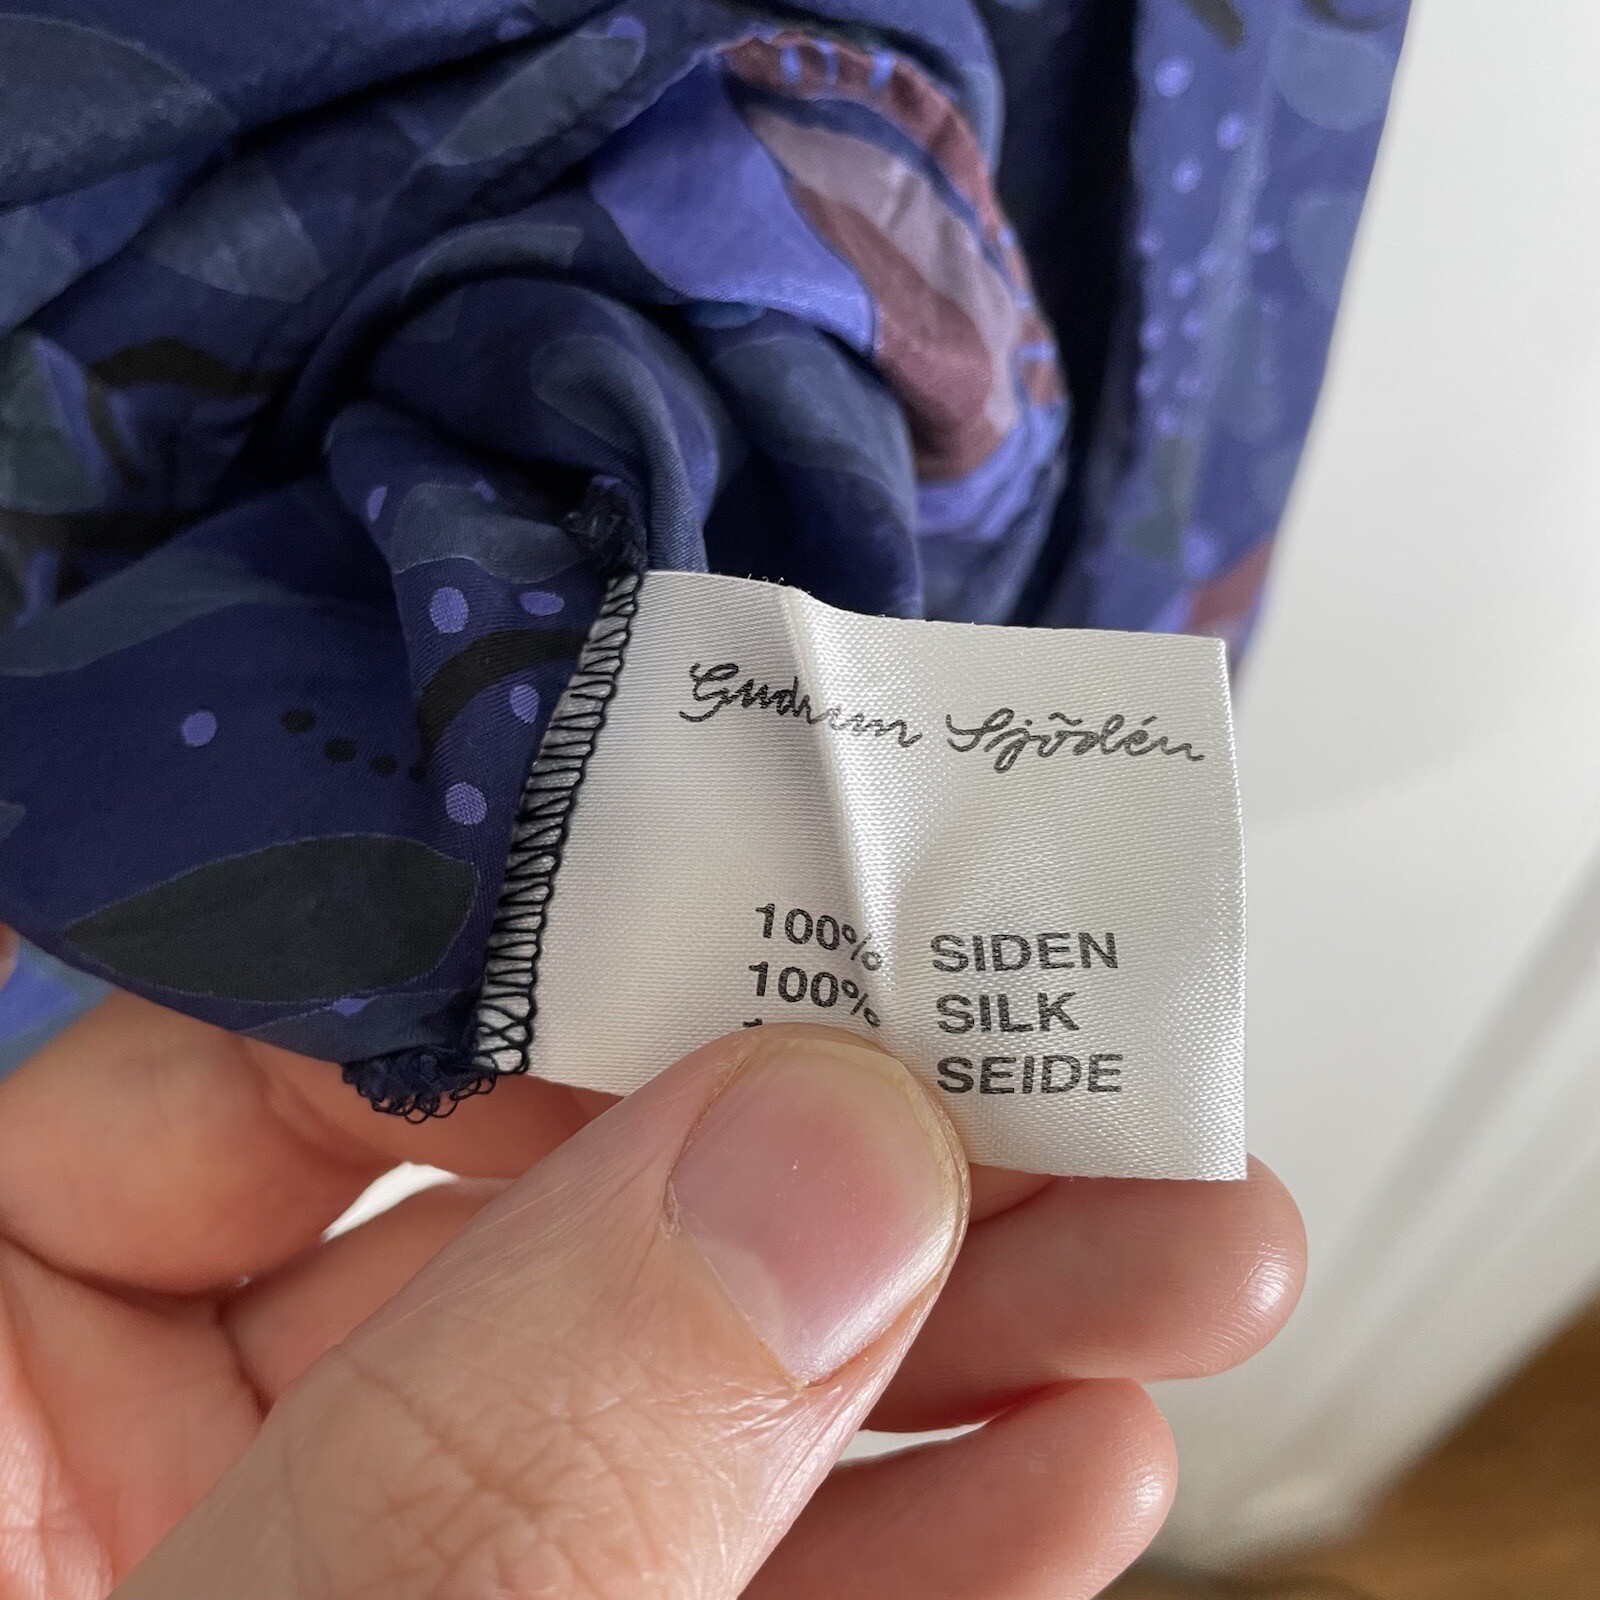 Gudrun Sjödén
100% SIDEN
100% SILK
SEIDE